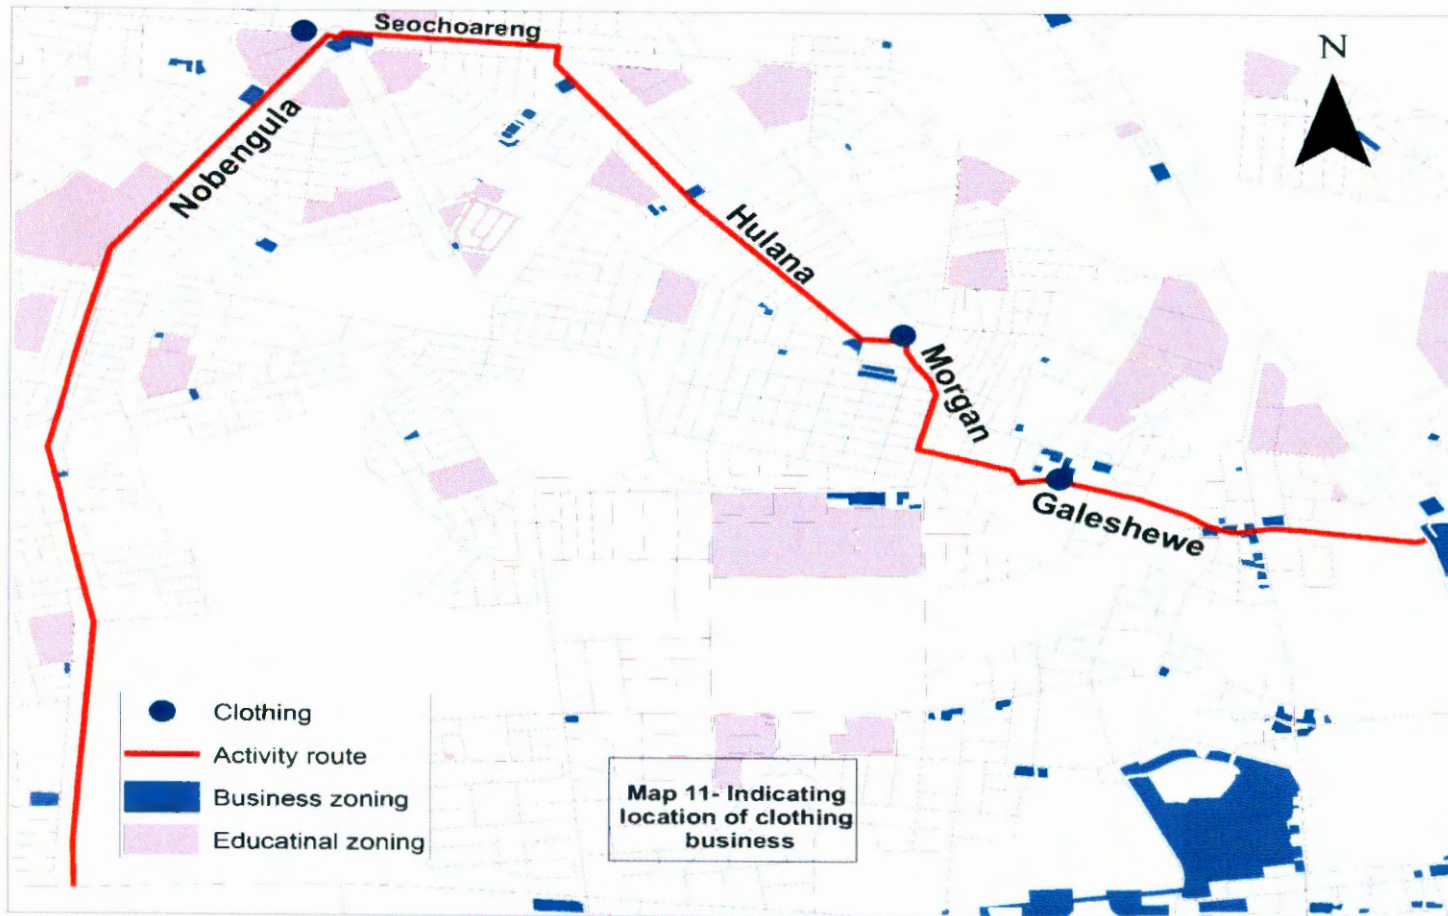 Seochoareng
N
Nobengula
Hulana
Morgan
Galeshewe
Clothing
Activity route
Business zoning
Educatinal zoning
Map 11- Indicating
location of clothing
business